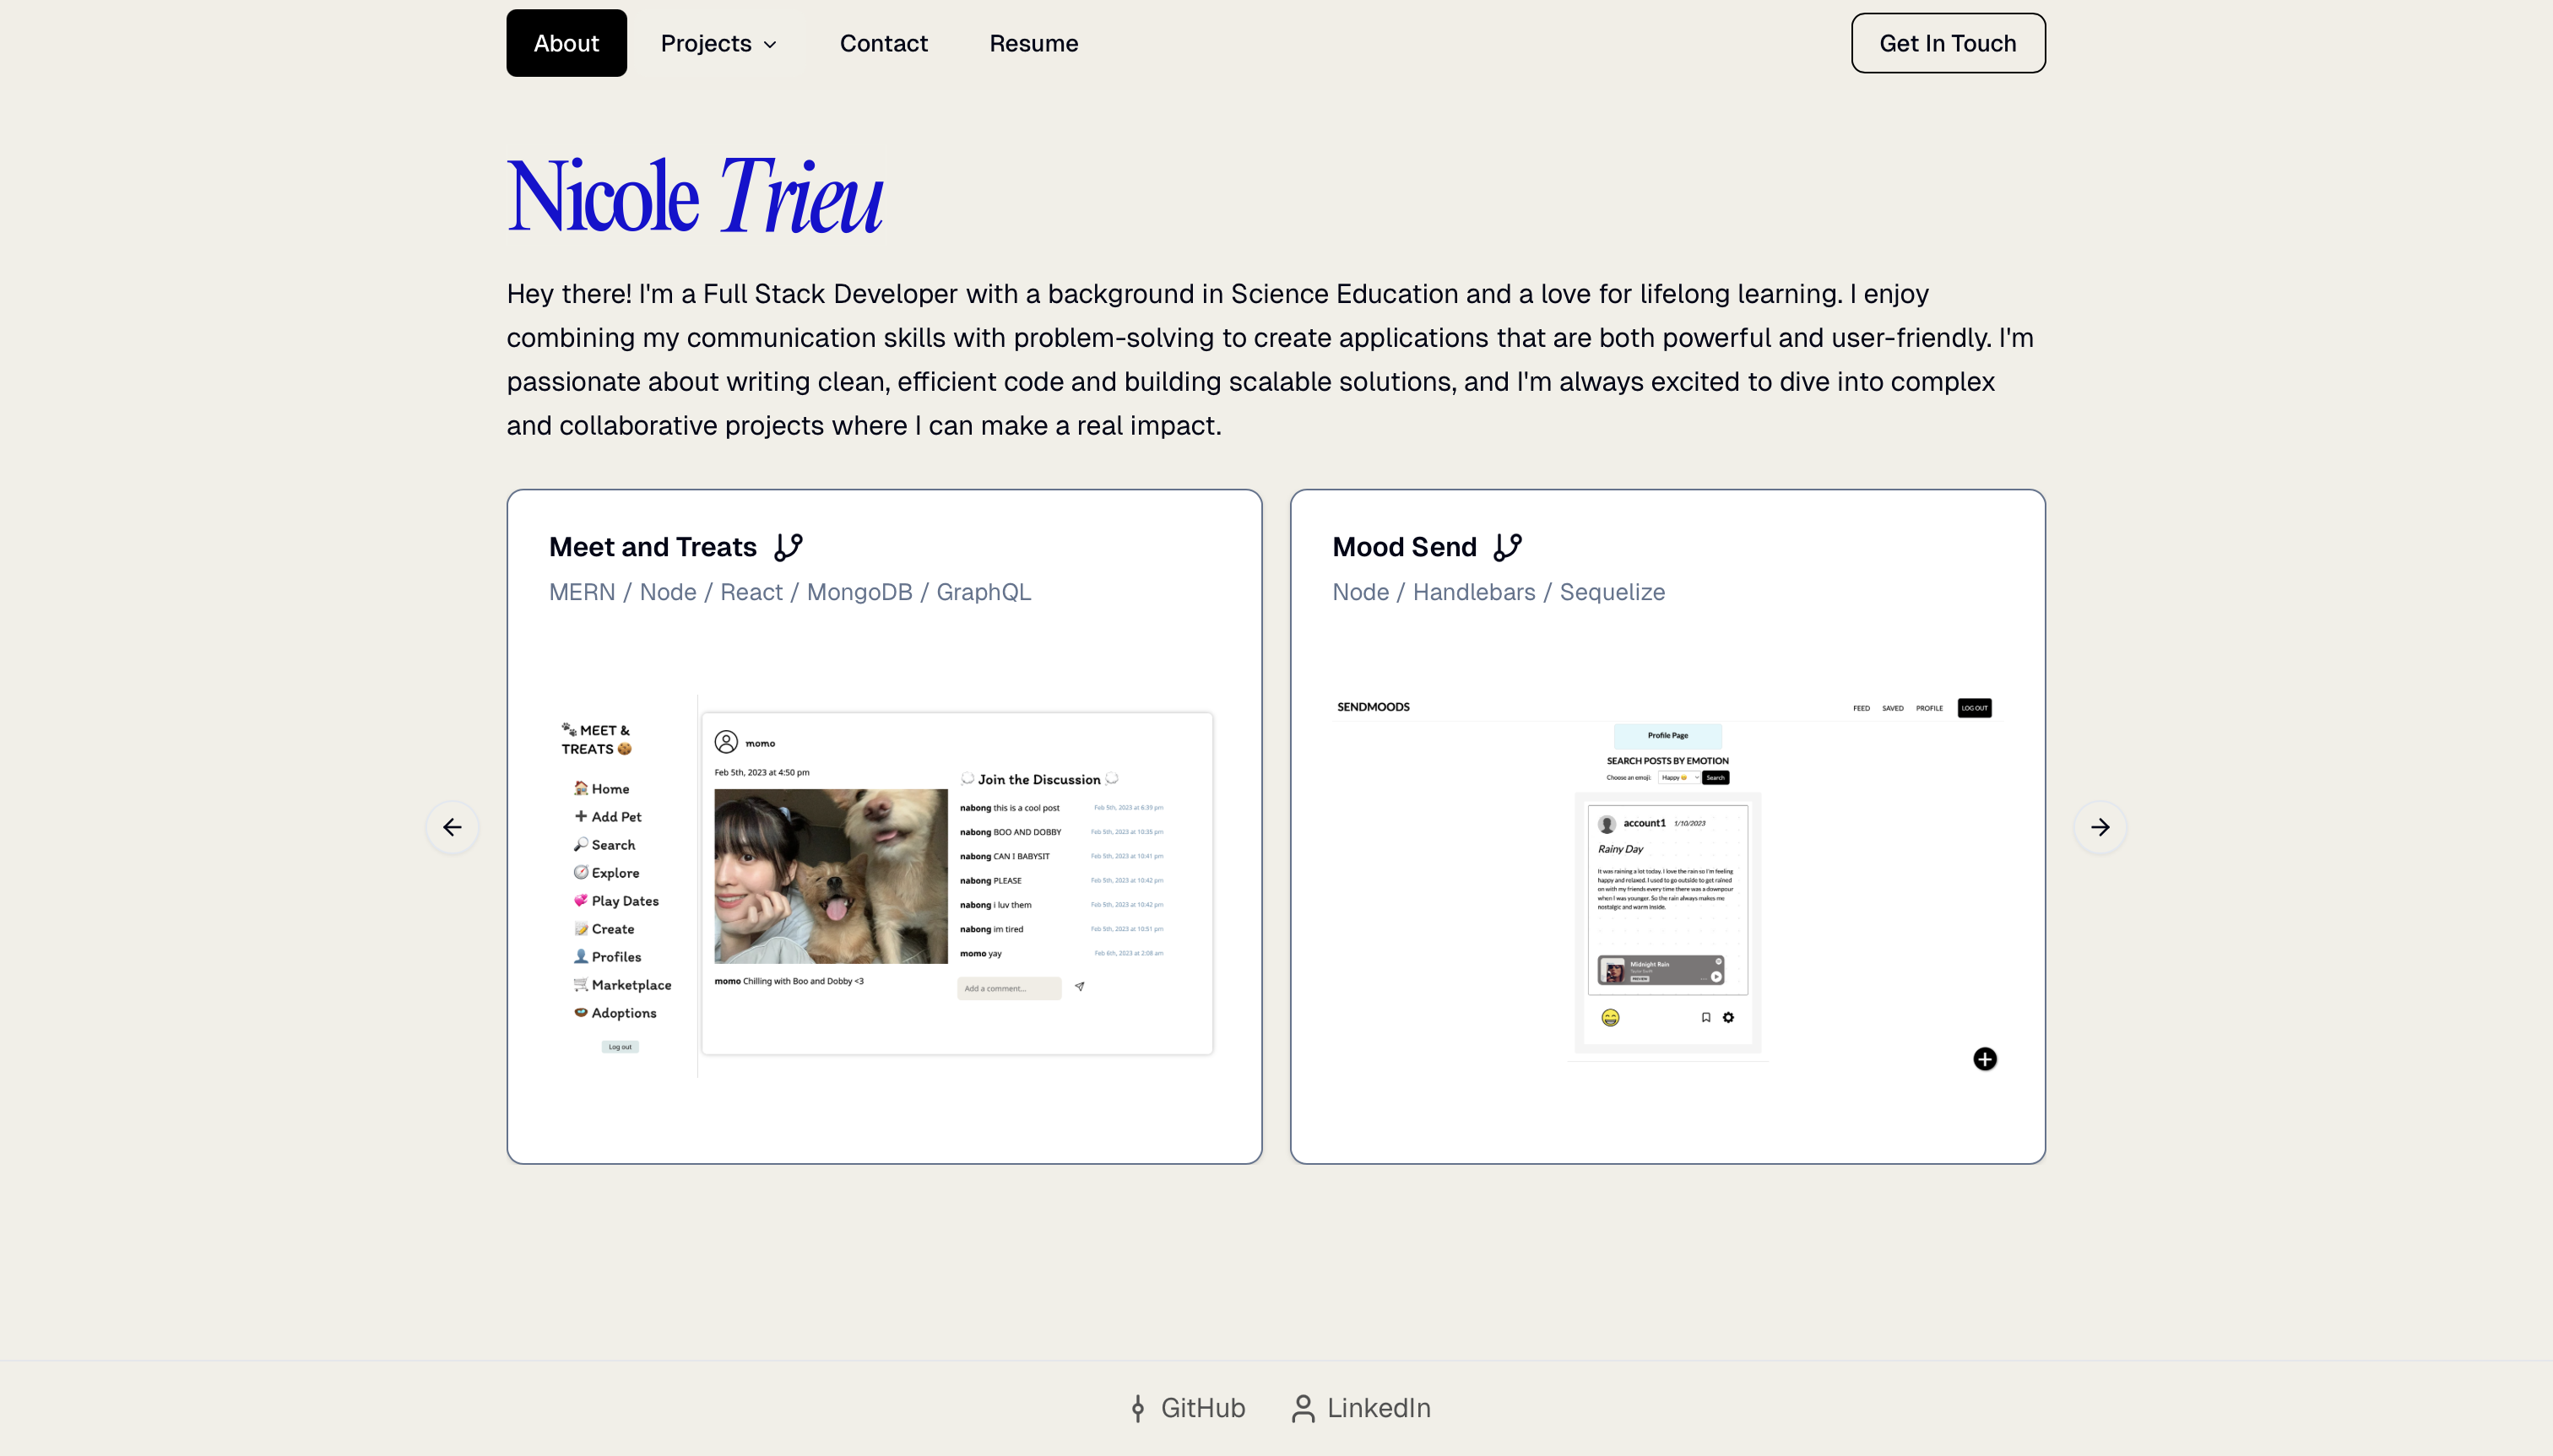 About
Projects
Contact
Resume
Get In Touch
Nicole Trieu
Hey there! I'm a Full Stack Developer with a background in Science Education and a love for lifelong learning. I enjoy
combining my communication skills with problem-solving to create applications that are both powerful and user-friendly. I'm
passionate about writing clean, efficient code and building scalable solutions, and I'm always excited to dive into complex
and collaborative projects where I can make a real impact.
Meet and Treats
MERN / Node / React / MongoDB / GraphQL
🐾 MEET &
TREATS 🍪
🏠 Home
➕ Add Pet
🔎 Search
🧭 Explore
💞 Play Dates
📝 Create
👤 Profiles
🛒 Marketplace
🪺 Adoptions
Log out
momo
Feb 5th, 2023 at 4:50 pm
momo Chilling with Boo and Dobby <3
💭 Join the Discussion 💭
nabong this is a cool post Feb 5th, 2023 at 6:39 pm
nabong BOO AND DOBBY Feb 5th, 2023 at 10:35 pm
nabong CAN I BABYSIT Feb 5th, 2023 at 10:41 pm
nabong PLEASE Feb 5th, 2023 at 10:42 pm
nabong i luv them Feb 5th, 2023 at 10:42 pm
nabong im tired Feb 5th, 2023 at 10:51 pm
momo yay Feb 6th, 2023 at 2:08 am
Add a comment...
Mood Send
Node / Handlebars / Sequelize
SENDMOODS
FEED
SAVED
PROFILE
LOG OUT
Profile Page
SEARCH POSTS BY EMOTION
Choose an emoji: Happy 😄 Search
account1 1/10/2023
Rainy Day
It was raining a lot today. I love the rain so I'm feeling
happy and relaxed. I used to go outside to get rained
on with my friends every time there was a downpour
when I was younger. So the rain always makes me
nostalgic and warm inside.
Midnight Rain
Taylor Swift
PREVIEW
GitHub
LinkedIn